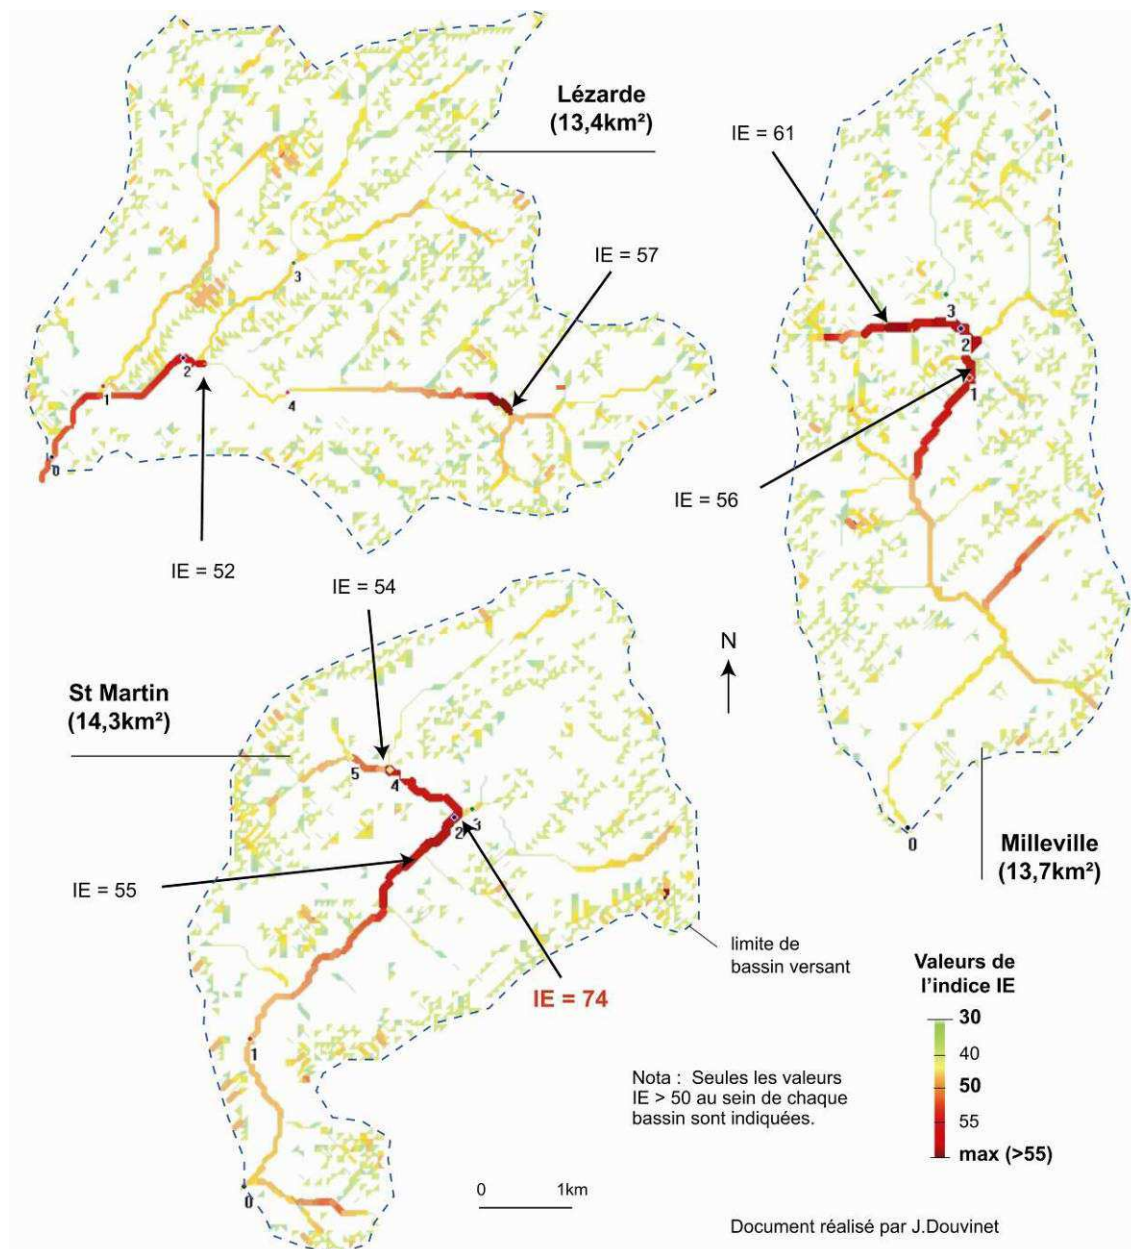 Lézarde
(13,4km²)
IE = 61
IE = 57
3
3
2
2
1
1
4
0
IE = 56
IE = 52
IE = 54
N
St Martin
(14,3km²)
5
4
2
3
IE = 55
0
Milleville
(13,7km²)
limite de
bassin versant
Valeurs de
l'indice IE
IE = 74
30
40
50
55
max (>55)
1
Nota : Seules les valeurs
IE > 50 au sein de chaque
bassin sont indiquées.
0
0 1km
Document réalisé par J.Douvinet